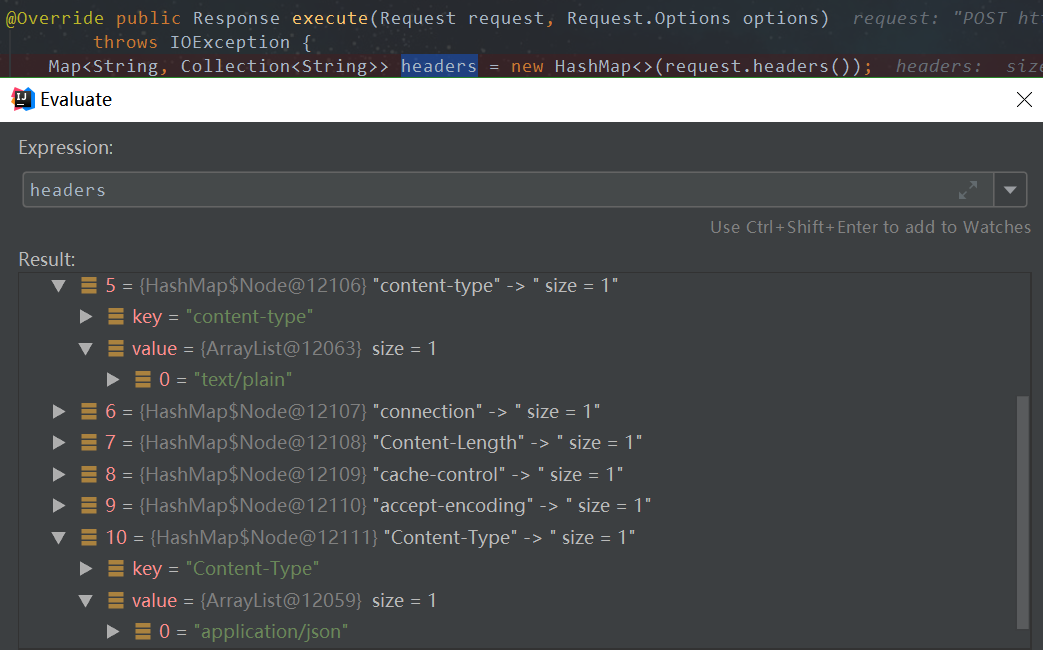 @Override public Response execute(Request request, Request.Options options) request: "POST ht
throws IOException {
Map<String, Collection<String>> headers = new HashMap<>(request.headers()); headers: size
Evaluate
Expression:
headers
Use Ctrl+Shift+Enter to add to Watches
Result:
5 = {HashMap$Node@12106} "content-type" -> " size = 1"
key = "content-type"
value = {ArrayList@12063} size = 1
0 = "text/plain"
6 = {HashMap$Node@12107} "connection" -> " size = 1"
7 = {HashMap$Node@12108} "Content-Length" -> " size = 1"
8 = {HashMap$Node@12109} "cache-control" -> " size = 1"
9 = {HashMap$Node@12110} "accept-encoding" -> " size = 1"
10 = {HashMap$Node@12111} "Content-Type" -> " size = 1"
key = "Content-Type"
value = {ArrayList@12059} size = 1
0 = "application/json"